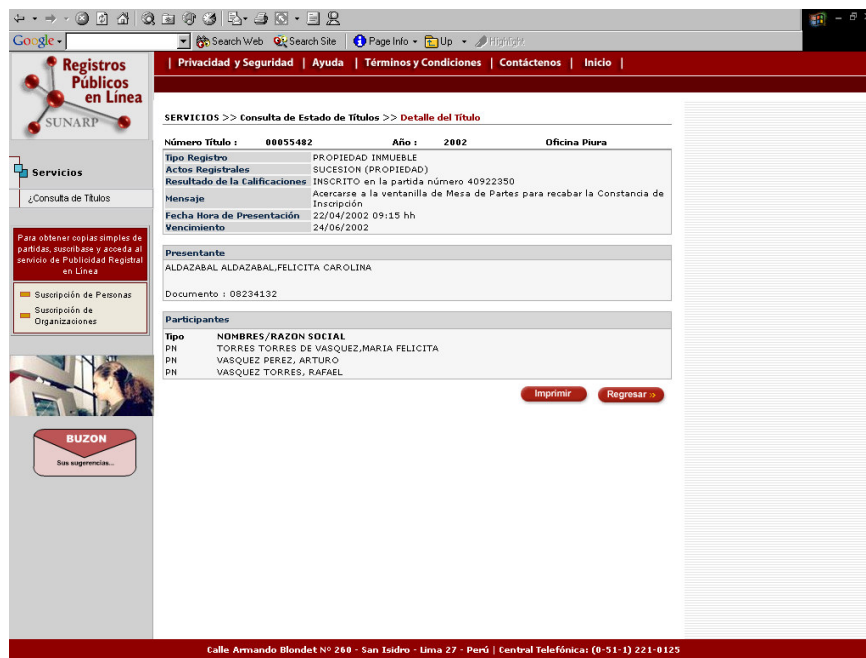 Google
Search Web Search Site Page Info Up Highlight
Registros
Públicos
en Línea
SUNARP
| Privacidad y Seguridad | Ayuda | Términos y Condiciones | Contáctenos | Inicio |
SERVICIOS >> Consulta de Estado de Títulos >> Detalle del Título
Número Título : 00055482 Año : 2002 Oficina Piura
Tipo Registro PROPIEDAD INMUEBLE
Actos Registrales SUCESION (PROPIEDAD)
Resultado de la Calificaciones INSCRITO en la partida número 40922350
Mensaje Acercarse a la ventanilla de Mesa de Partes para recabar la Constancia de
Inscripción
Fecha Hora de Presentación 22/04/2002 09:15 hh
Vencimiento 24/06/2002
Presentante
ALDAZABAL ALDAZABAL,FELICITA CAROLINA
Documento : 08234132
Participantes
Tipo NOMBRES/RAZON SOCIAL
PN TORRES TORRES DE VASQUEZ,MARIA FELICITA
PN VASQUEZ PEREZ, ARTURO
PN VASQUEZ TORRES, RAFAEL
Imprimir Regresar »
Servicios
¿Consulta de Títulos
Para obtener copias simples de
partidas, suscribase y acceda al
servicio de Publicidad Registral
en Línea
Suscripción de Personas
Suscripción de
Organizaciones
BUZON
Sus sugerencias...
Calle Armando Blondet Nº 260 - San Isidro - Lima 27 - Perú | Central Telefónica: (0-51-1) 221-0125